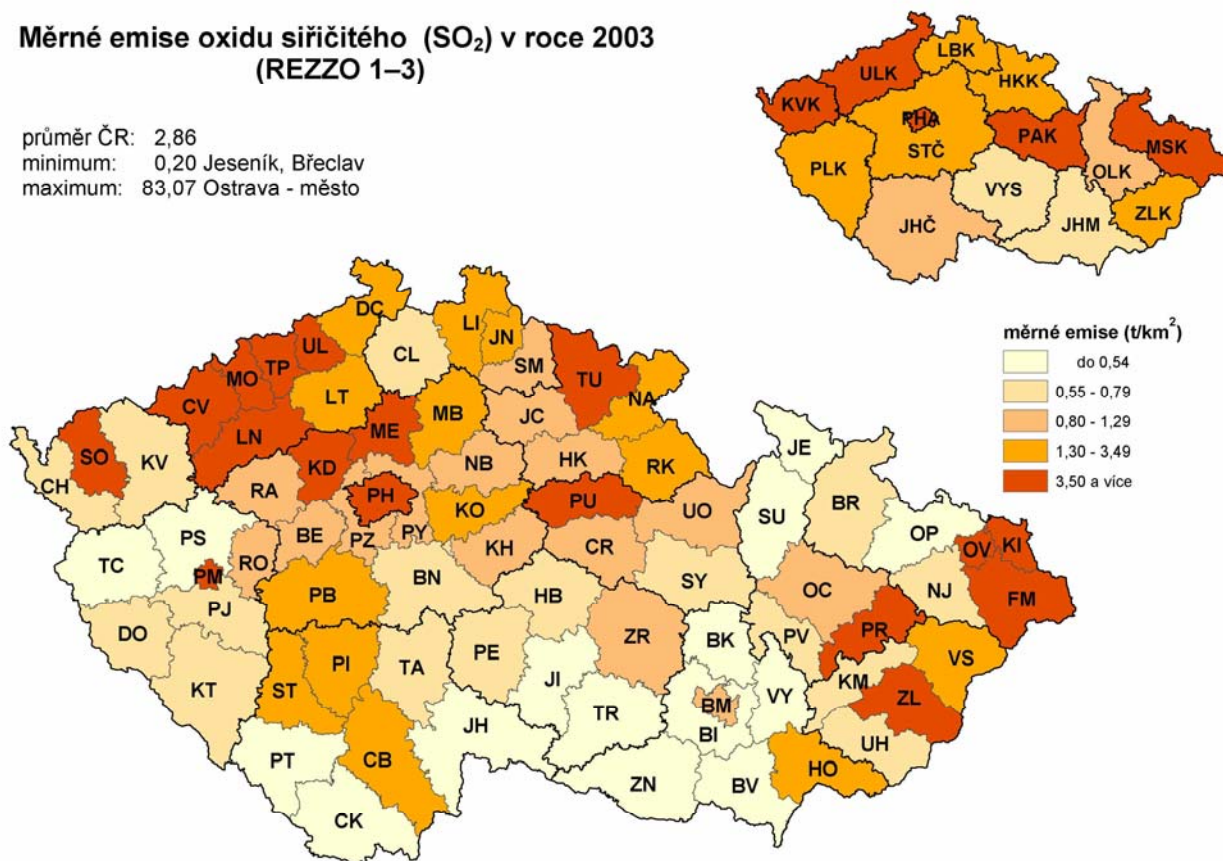 Měrné emise oxidu siřičitého (SO₂) v roce 2003
(REZZO 1–3)
průměr ČR: 2,86
minimum: 0,20 Jeseník, Břeclav
maximum: 83,07 Ostrava - město
LBK
ULK
HKK
KVK
PHA
PAK
MSK
STČ
PLK
OLK
VYS
ZLK
JHČ
JHM
měrné emise (t/km²)
do 0,54
0,55 - 0,79
0,80 - 1,29
1,30 - 3,49
3,50 a více
DC
LI
JN
UL
CL
TP
SM
MO
TU
NA
LT
CV
MB
JC
ME
LN
JE
SO
KV
KD
NB
HK
RK
CH
RA
BR
PH
KO
PU
UO
SU
OP
PS
BE
PY
PZ
KH
CR
OV
KI
TC
RO
PM
BN
SY
OC
NJ
FM
PJ
PB
HB
DO
ZR
BK
PV
PR
PE
VS
TA
PI
KT
ST
JI
KM
VY
BM
ZL
TR
BI
JH
UH
PT
CB
HO
ZN
BV
CK